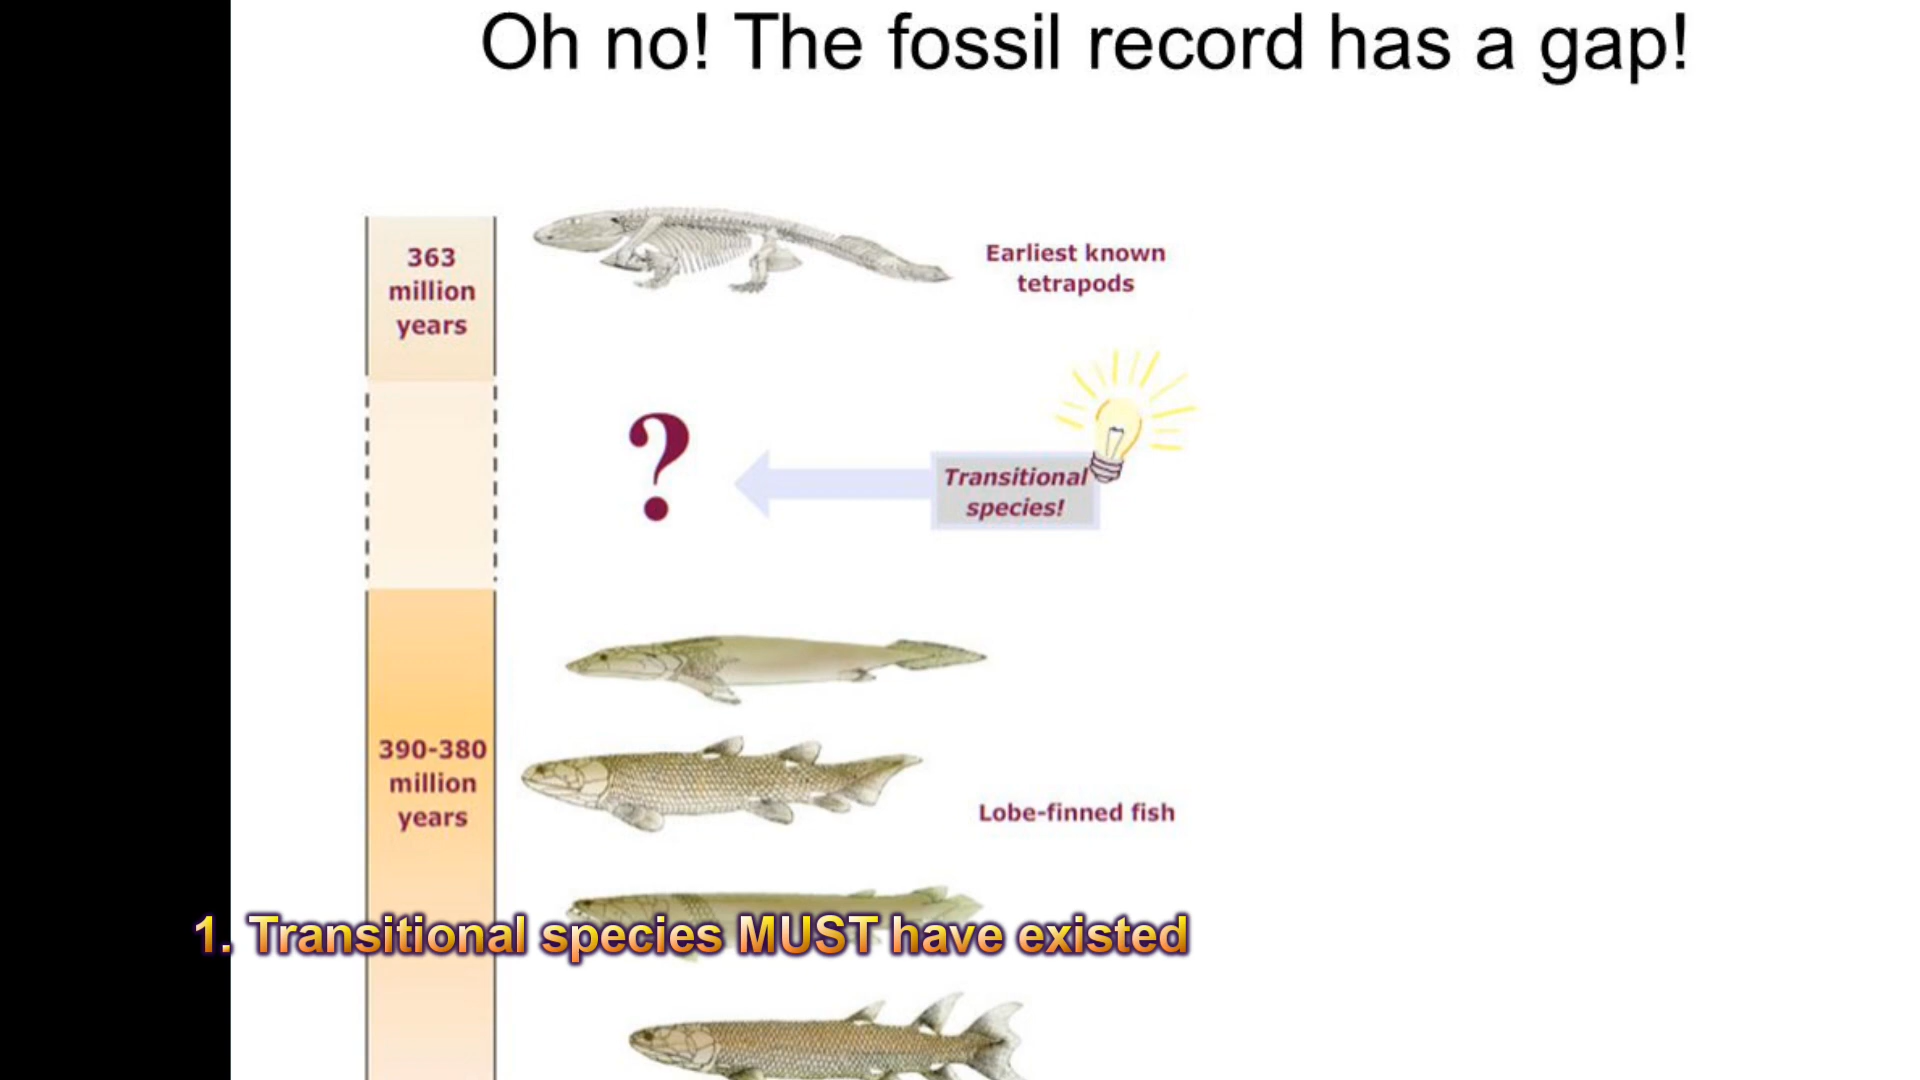 Oh no! The fossil record has a gap!
363
million
years
Earliest known
tetrapods
?
Transitional
species!
390-380
million
years
Lobe-finned fish
1. Transitional species MUST have existed